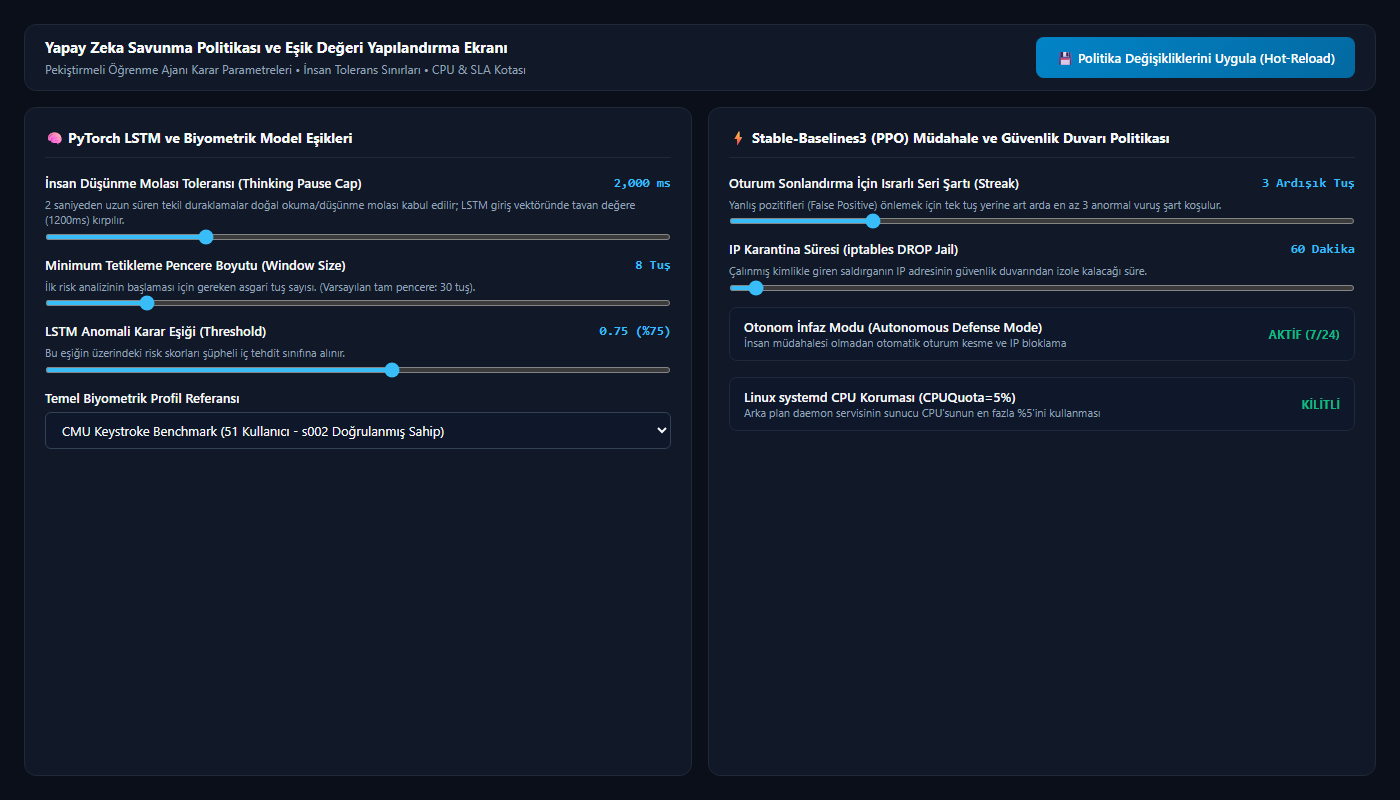 Yapay Zeka Savunma Politikası ve Eşik Değeri Yapılandırma Ekranı
Pekiştirmeli Öğrenme Ajanı Karar Parametreleri • İnsan Tolerans Sınırları • CPU & SLA Kotası
💾 Politika Değişikliklerini Uygula (Hot-Reload)
🧠 PyTorch LSTM ve Biyometrik Model Eşikleri
İnsan Düşünme Molası Toleransı (Thinking Pause Cap)
2,000 ms
2 saniyeden uzun süren tekil duraklamalar doğal okuma/düşünme molası kabul edilir; LSTM giriş vektöründe tavan değere
(1200ms) kırpılır.
Minimum Tetikleme Pencere Boyutu (Window Size)
8 Tuş
İlk risk analizinin başlaması için gereken asgari tuş sayısı. (Varsayılan tam pencere: 30 tuş).
LSTM Anomali Karar Eşiği (Threshold)
0.75 (%75)
Bu eşiğin üzerindeki risk skorları şüpheli iç tehdit sınıfına alınır.
Temel Biyometrik Profil Referansı
CMU Keystroke Benchmark (51 Kullanıcı - s002 Doğrulanmış Sahip)
⚡ Stable-Baselines3 (PPO) Müdahale ve Güvenlik Duvarı Politikası
Oturum Sonlandırma İçin Israrlı Seri Şartı (Streak)
3 Ardışık Tuş
Yanlış pozitifleri (False Positive) önlemek için tek tuş yerine art arda en az 3 anormal vuruş şart koşulur.
IP Karantina Süresi (iptables DROP Jail)
60 Dakika
Çalınmış kimlikle giren saldırganın IP adresinin güvenlik duvarından izole kalacağı süre.
Otonom İnfaz Modu (Autonomous Defense Mode)
İnsan müdahalesi olmadan otomatik oturum kesme ve IP bloklama
AKTİF (7/24)
Linux systemd CPU Koruması (CPUQuota=5%)
Arka plan daemon servisinin sunucu CPU'sunun en fazla %5'ini kullanması
KİLİTLİ